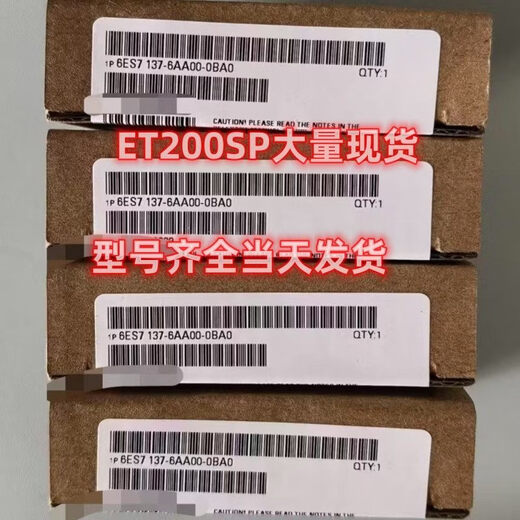 1P 6ES7 137-6AA00-0BA0
QTY:1
CAUTION! PLEASE READ THE NOTES IN THE
ET200SP大量现货
1P 6ES7 137-6AA00-0BA0
型号齐全当天发货
1P 6ES7 137-6AA00-0BA0
QTY:1
1P 6ES7 137-6AA00-0BA0
QTY:1
CAUTION! PLEASE READ THE NOTES IN THE